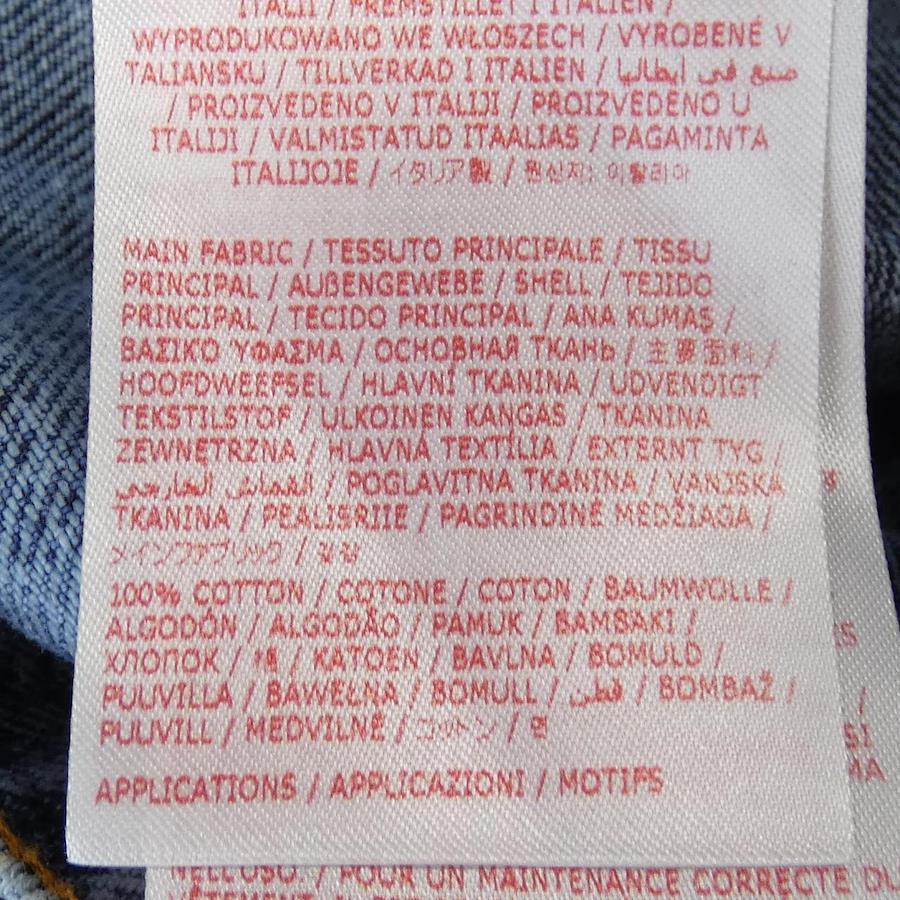 ITALII / PREMSTILLET I ITALIEN /
WYPRODUKOWANO WE WŁOSZECH / VYROBENÉ V
TALIANSKU / TILLVERKAD I ITALIEN / صنع في ايطاليا
/ PROIZVEDENO V ITALIJI / PROIZVEDENO U
ITALIJI / VALMISTATUD ITAALIAS / PAGAMINTA
ITALIJOJE / イタリア製 / 원산지: 이탈리아
MAIN FABRIC / TESSUTO PRINCIPALE / TISSU
PRINCIPAL / AUßENGEWEBE / SHELL / TEJIDO
PRINCIPAL / TECIDO PRINCIPAL / ANA KUMAŞ /
ΒΑΣΙΚΟ ΎΦΑΣΜΑ / ОСНОВНАЯ ТКАНЬ / 主要面料 /
HOOFDWEEFSEL / HLAVNÍ TKANINA / UDVENDIGT
TEKSTILSTOF / ULKOINEN KANGAS / TKANINA
ZEWNĘTRZNA / HLAVNÁ TEXTÍLIA / EXTERNT TYG /
القماش الخارجي / POGLAVITNA TKANINA / VANJSKA
TKANINA / PEALISRIIE / PAGRINDINĖ MEDŽIAGA /
メインファブリック / 겉감
100% COTTON / COTONE / COTON / BAUMWOLLE /
ALGODÓN / ALGODÃO / PAMUK / BAMBAKI /
ХЛОПОК / 棉 / KATOEN / BAVLNA / BOMULD /
PUUVILLA / BAWEŁNA / BOMULL / قطن / BOMBAŽ /
PUUVILL / MEDVILNĖ / コットン / 면
APPLICATIONS / APPLICAZIONI / MOTIFS
NELL'USO. / POUR UN MAINTENANCE CORRECTE DU